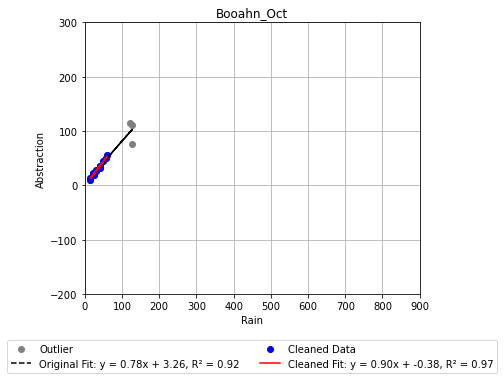 Booahn_Oct
300
200
100
0
−100
−200
Abstraction
0 100 200 300 400 500 600 700 800 900
Rain
Outlier
Cleaned Data
Original Fit: y = 0.78x + 3.26, R² = 0.92
Cleaned Fit: y = 0.90x + -0.38, R² = 0.97